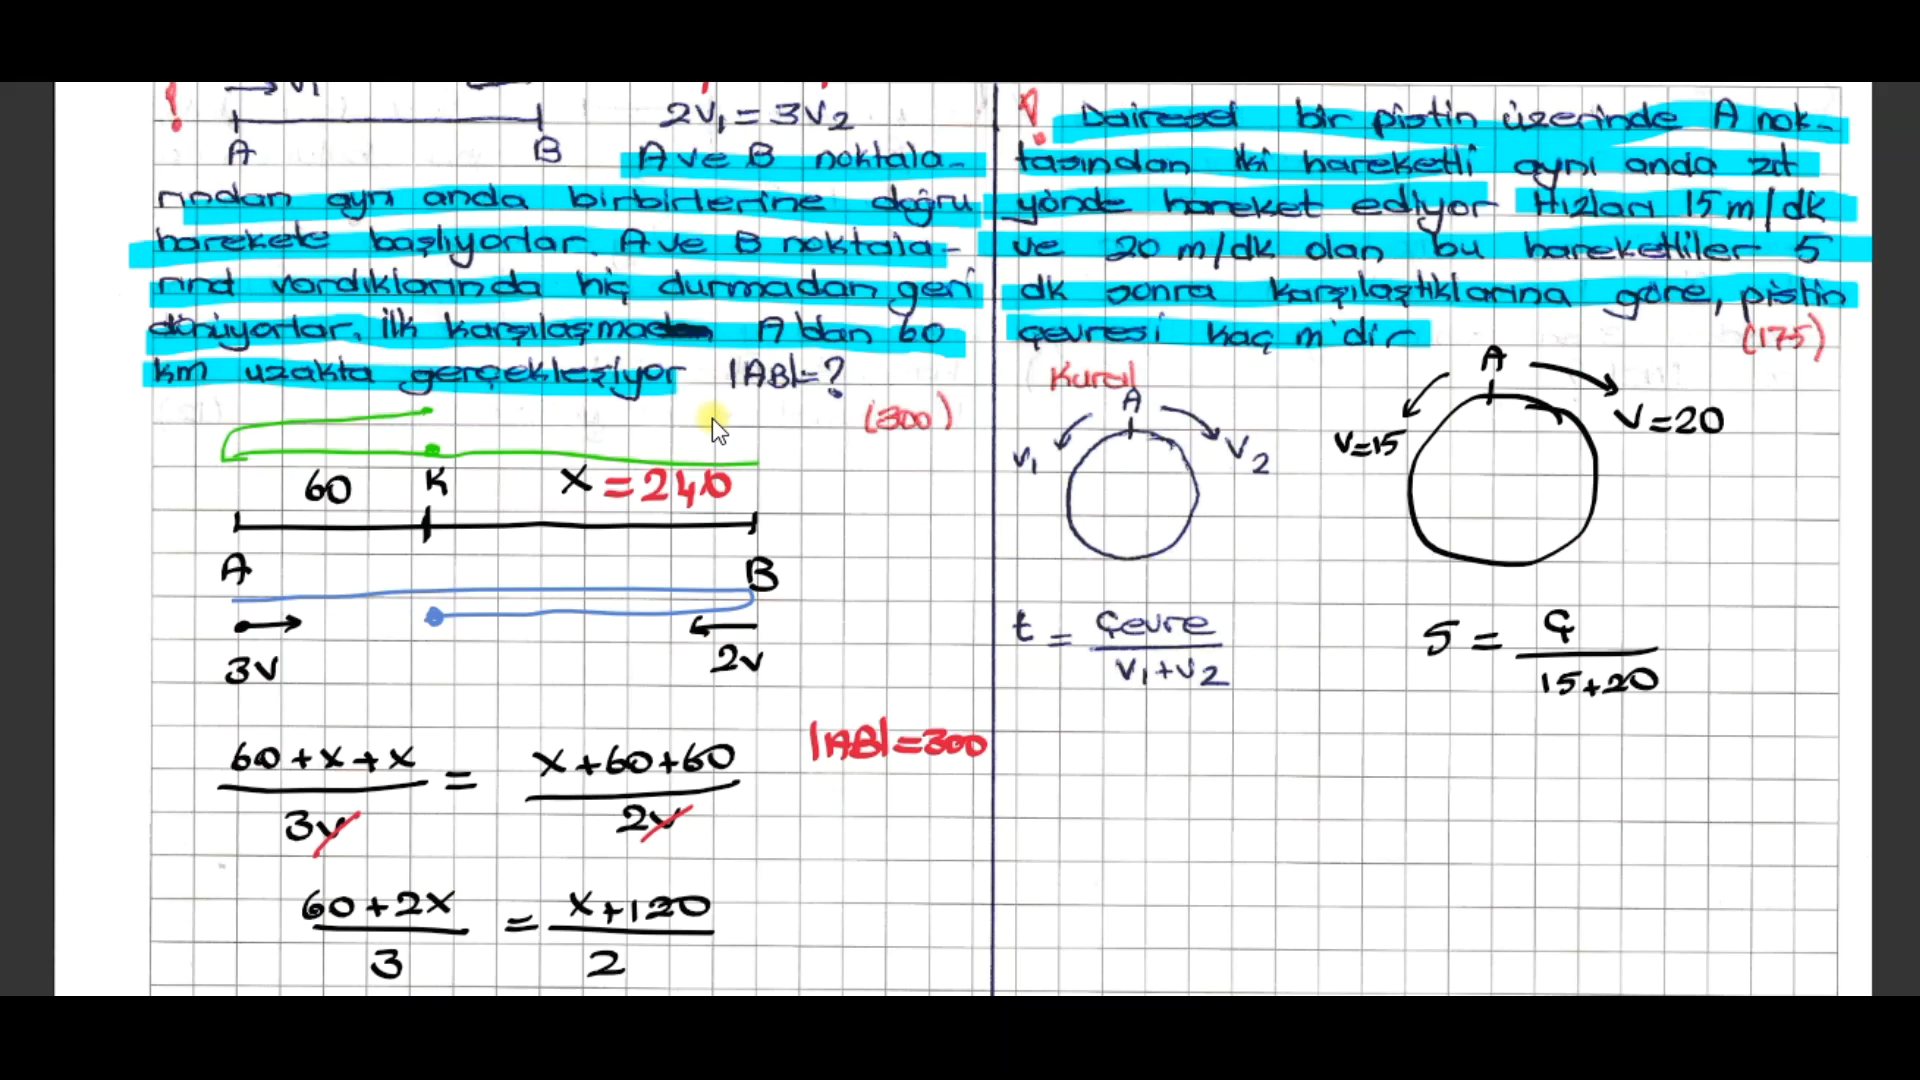 2V₁ = 3V₂
A B
A ve B noktala-
rından aynı anda birbirlerine doğru
harekete başlıyorlar. A ve B noktala-
rına vardıklarında hiç durmadan geri
dönüyorlar. ilk karşılaşma A'dan 60
km uzakta gerçekleşiyor |AB|=?
(300)
60 K x = 240
A B
3V 2V
60+x+x / 3V = x+60+60 / 2V
|AB|=300
60+2x / 3 = x+120 / 2
Dairesel bir pistin üzerinde A nok-
tasından iki hareketli aynı anda zıt
yönde hareket ediyor Hızları 15 m/dk
ve 20 m/dk olan bu hareketliler 5
dk sonra karşılaştıklarına göre, pistin
çevresi kaç m'dir
(175)
Kural
A
V₁ V₂
A
V=15 V=20
t = Çevre / V₁+V₂
5 = Ç / 15+20